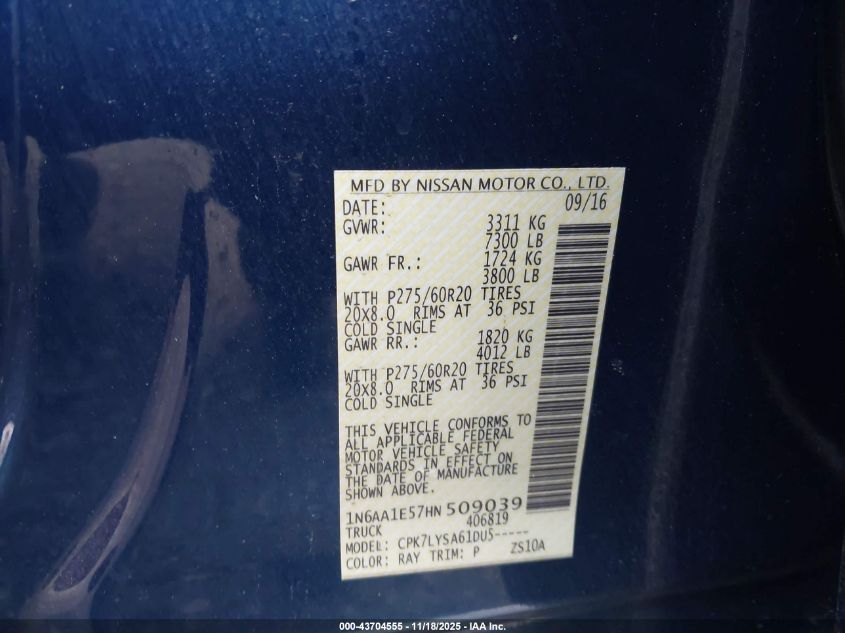 MFD BY NISSAN MOTOR CO., LTD.
DATE: 09/16
GVWR: 3311 KG
7300 LB
GAWR FR.: 1724 KG
3800 LB
WITH P275/60R20 TIRES
20X8.0 RIMS AT 36 PSI
COLD SINGLE
GAWR RR.: 1820 KG
4012 LB
WITH P275/60R20 TIRES
20X8.0 RIMS AT 36 PSI
COLD SINGLE
THIS VEHICLE CONFORMS TO
ALL APPLICABLE FEDERAL
MOTOR VEHICLE SAFETY
STANDARDS IN EFFECT ON
THE DATE OF MANUFACTURE
SHOWN ABOVE.
1N6AA1E57HN 509039
TRUCK 406819
MODEL: CPK7LYSA61DU5-----
COLOR: RAY TRIM: P ZS10A
000-43704555 - 11/18/2025 - IAA Inc.